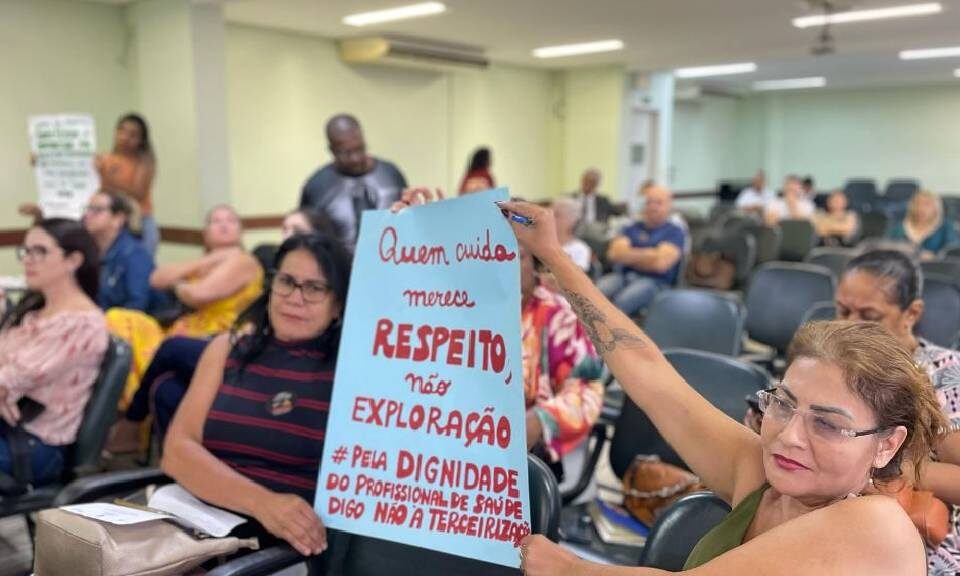 Quem cuida
merece
RESPEITO,
não
EXPLORAÇÃO
# PELA DIGNIDADE
DO PROFISSIONAL DE SAÚDE
DIGO NÃO À TERCEIRIZAÇÃO